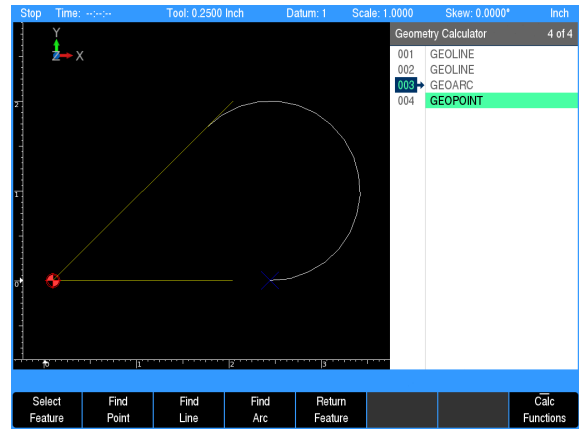 Stop Time: --:--:-- Tool: 0.2500 Inch Datum: 1 Scale: 1.0000 Skew: 0.0000° Inch
Geometry Calculator 4 of 4
001 GEOLINE
002 GEOLINE
003 GEOARC
004 GEOPOINT
Y
Z X
2
1
0
0 1 2 3
Select Feature
Find Point
Find Line
Find Arc
Return Feature
Calc Functions